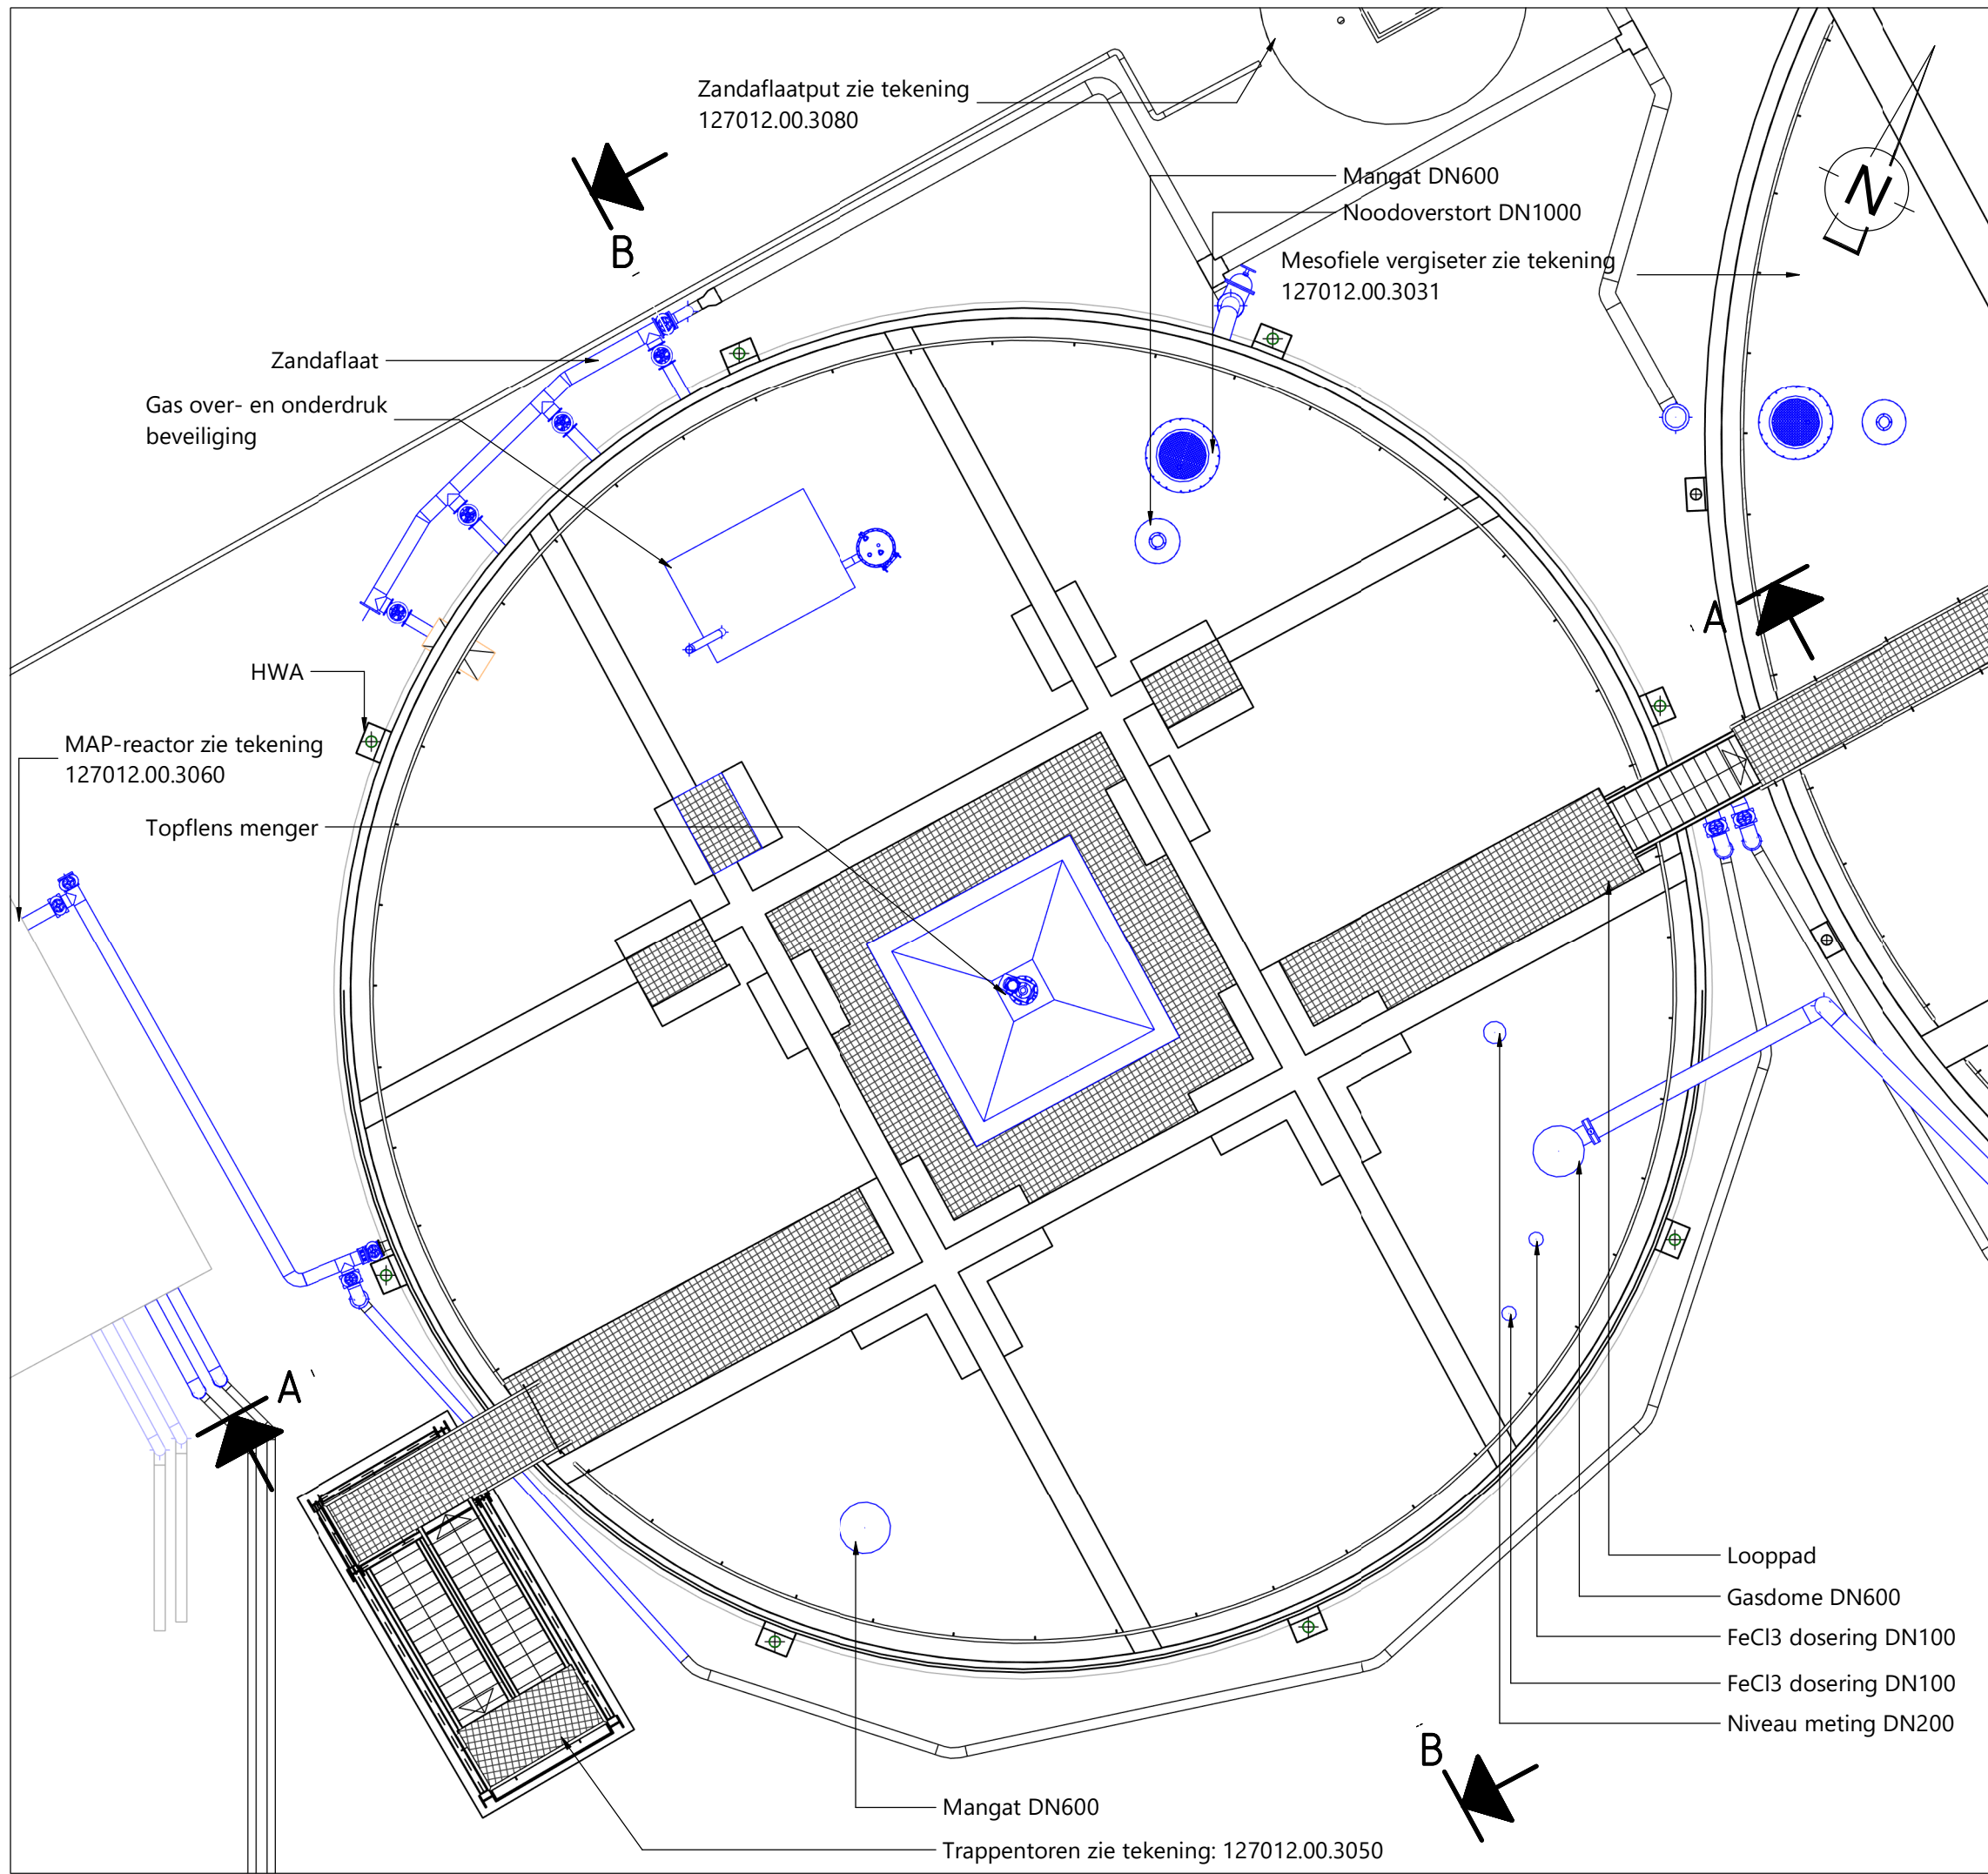 Zandaflaatput zie tekening
127012.00.3080
Mangat DN600
Noodoverstort DN1000
Mesofiele vergiseter zie tekening
127012.00.3031
N
B
Zandaflaat
Gas over- en onderdruk
beveiliging
A
HWA
MAP-reactor zie tekening
127012.00.3060
Topflens menger
A
Looppad
Gasdome DN600
FeCl3 dosering DN100
FeCl3 dosering DN100
Niveau meting DN200
B
Mangat DN600
Trappentoren zie tekening: 127012.00.3050